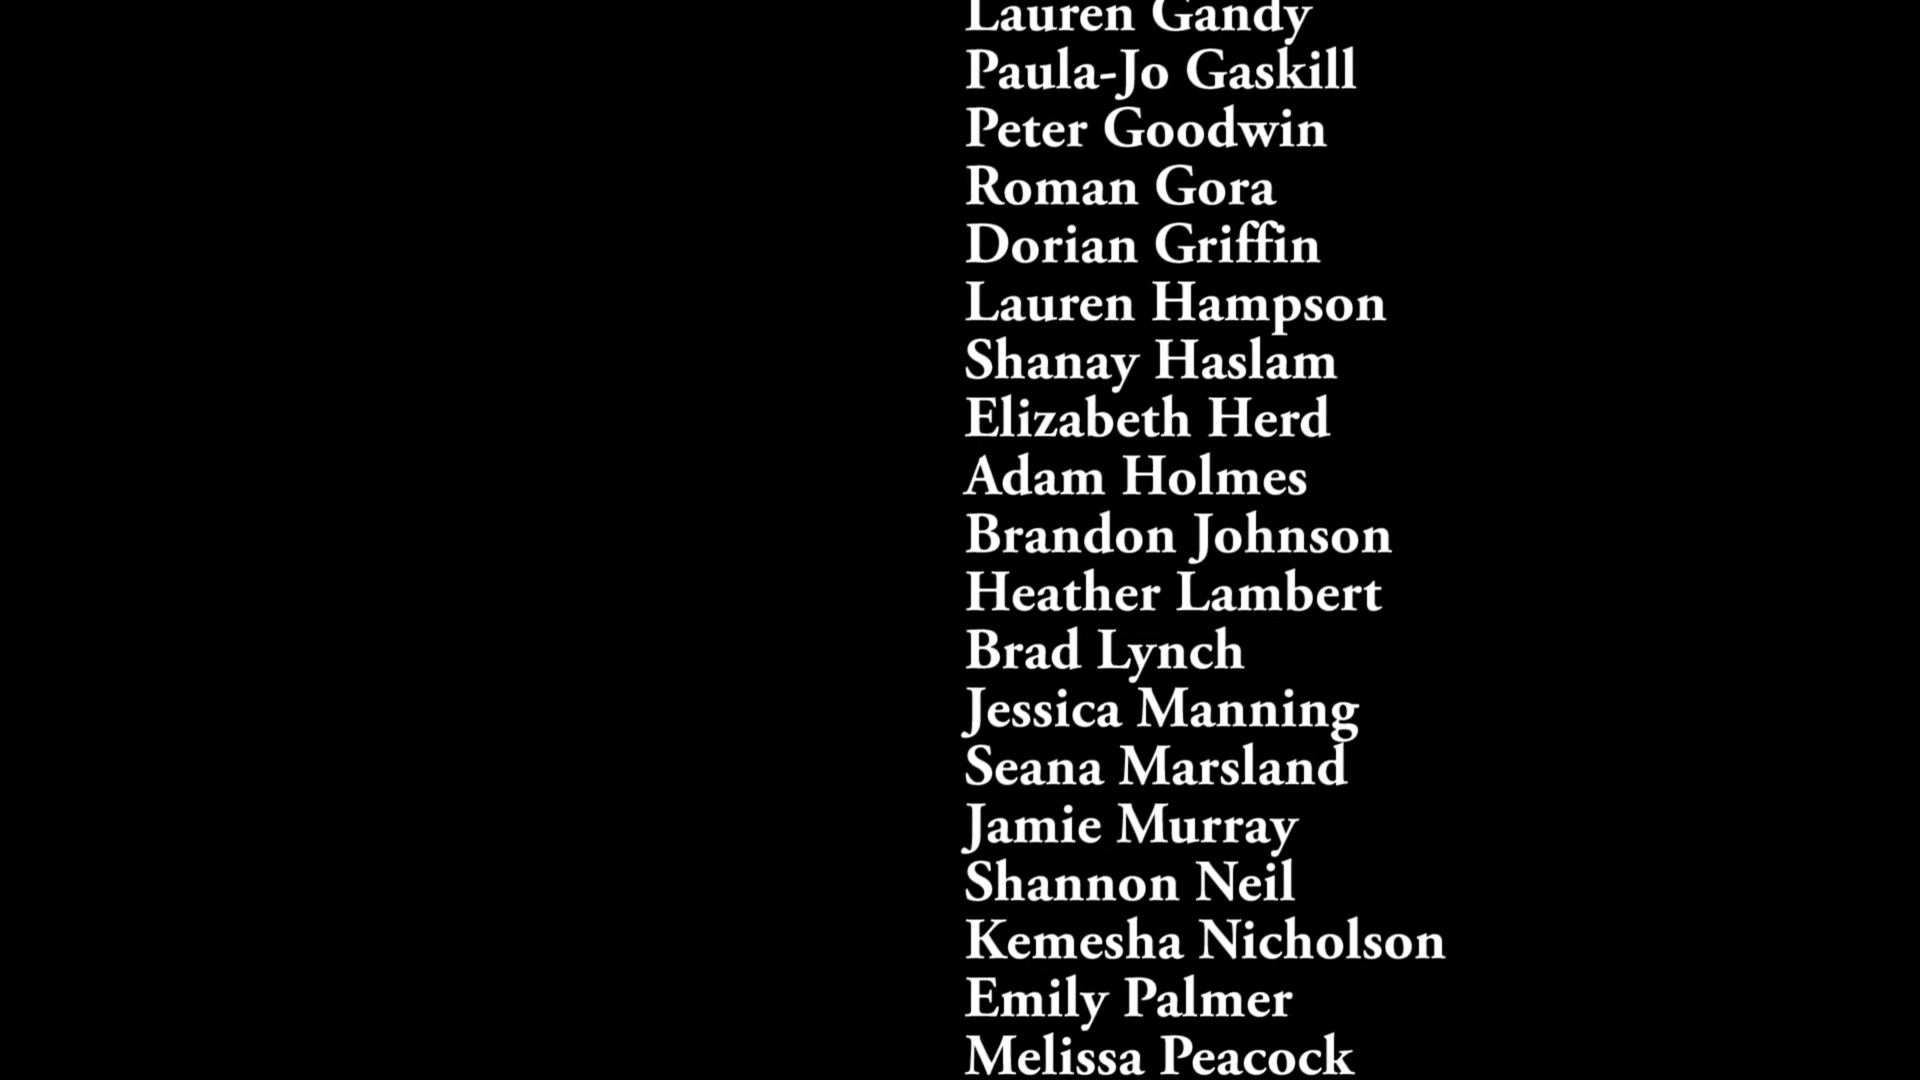 Lauren Gandy
Paula-Jo Gaskill
Peter Goodwin
Roman Gora
Dorian Griffin
Lauren Hampson
Shanay Haslam
Elizabeth Herd
Adam Holmes
Brandon Johnson
Heather Lambert
Brad Lynch
Jessica Manning
Seana Marsland
Jamie Murray
Shannon Neil
Kemesha Nicholson
Emily Palmer
Melissa Peacock